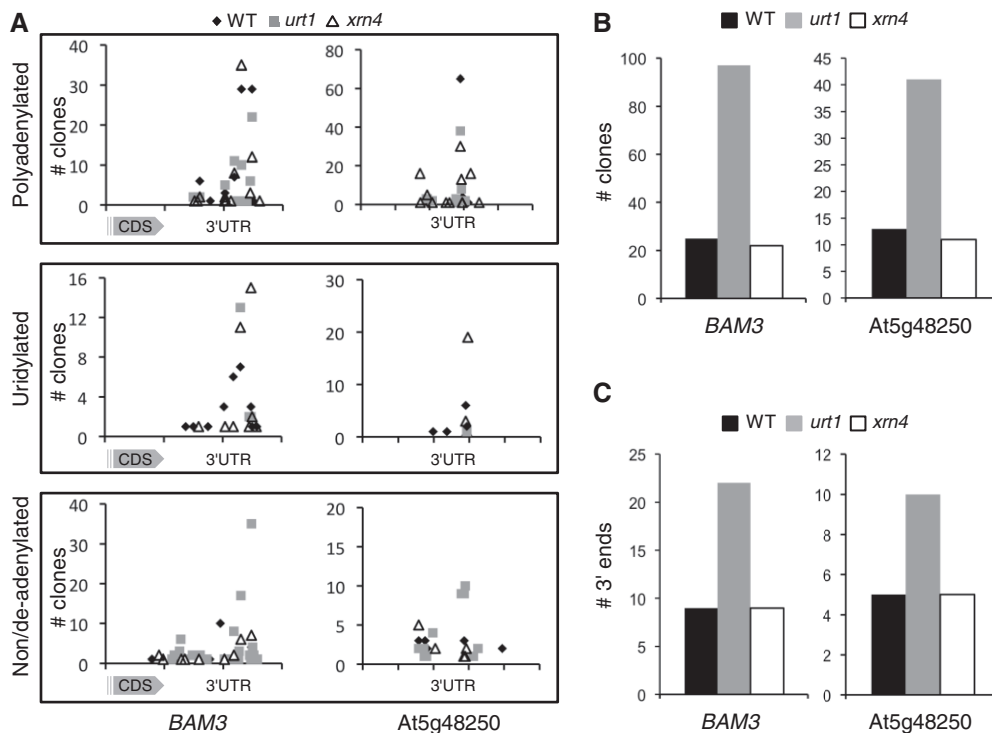 A
◆ WT ■ urt1 △ xrn4
Polyadenylated
# clones
40
30
20
10
0
CDS
3'UTR
80
60
40
20
0
3'UTR
Uridylated
# clones
16
12
8
4
0
CDS
3'UTR
30
20
10
0
3'UTR
Non/de-adenylated
# clones
40
30
20
10
0
CDS
3'UTR
20
15
10
5
0
3'UTR
BAM3
At5g48250
B
WT urt1 xrn4
# clones
100
80
60
40
20
0
BAM3
45
40
35
30
25
20
15
10
5
0
At5g48250
C
WT urt1 xrn4
# 3' ends
25
20
15
10
5
0
BAM3
12
10
8
6
4
2
0
At5g48250